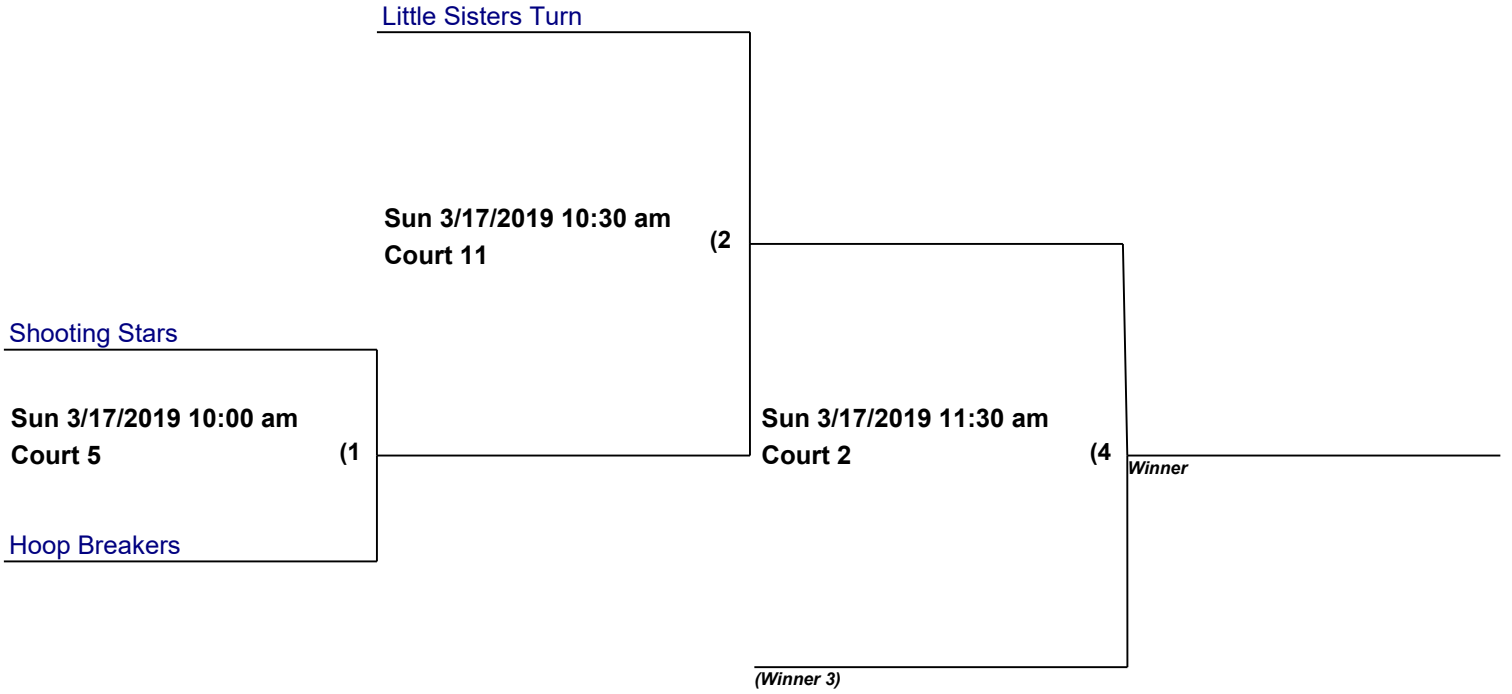 Little Sisters Turn
Sun 3/17/2019 10:30 am
Court 11
(2
Shooting Stars
Sun 3/17/2019 10:00 am
Court 5
(1
Hoop Breakers
Sun 3/17/2019 11:30 am
Court 2
(4
Winner
(Winner 3)